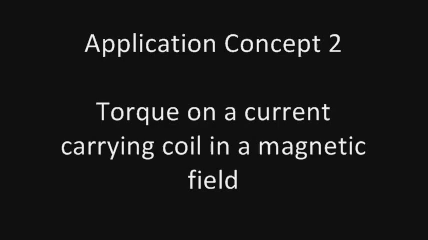 Application Concept 2
Torque on a current
carrying coil in a magnetic
field